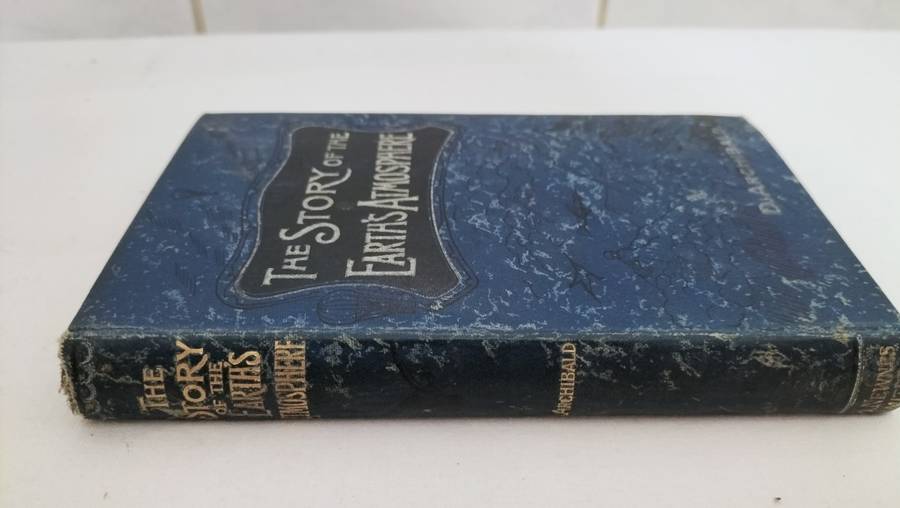 THE STORY OF THE
EARTH'S ATMOSPHERE
D. ARCHIBALD
THE
STORY
OF THE
EARTH'S
ATMOSPHERE
ARCHIBALD
NEWNES